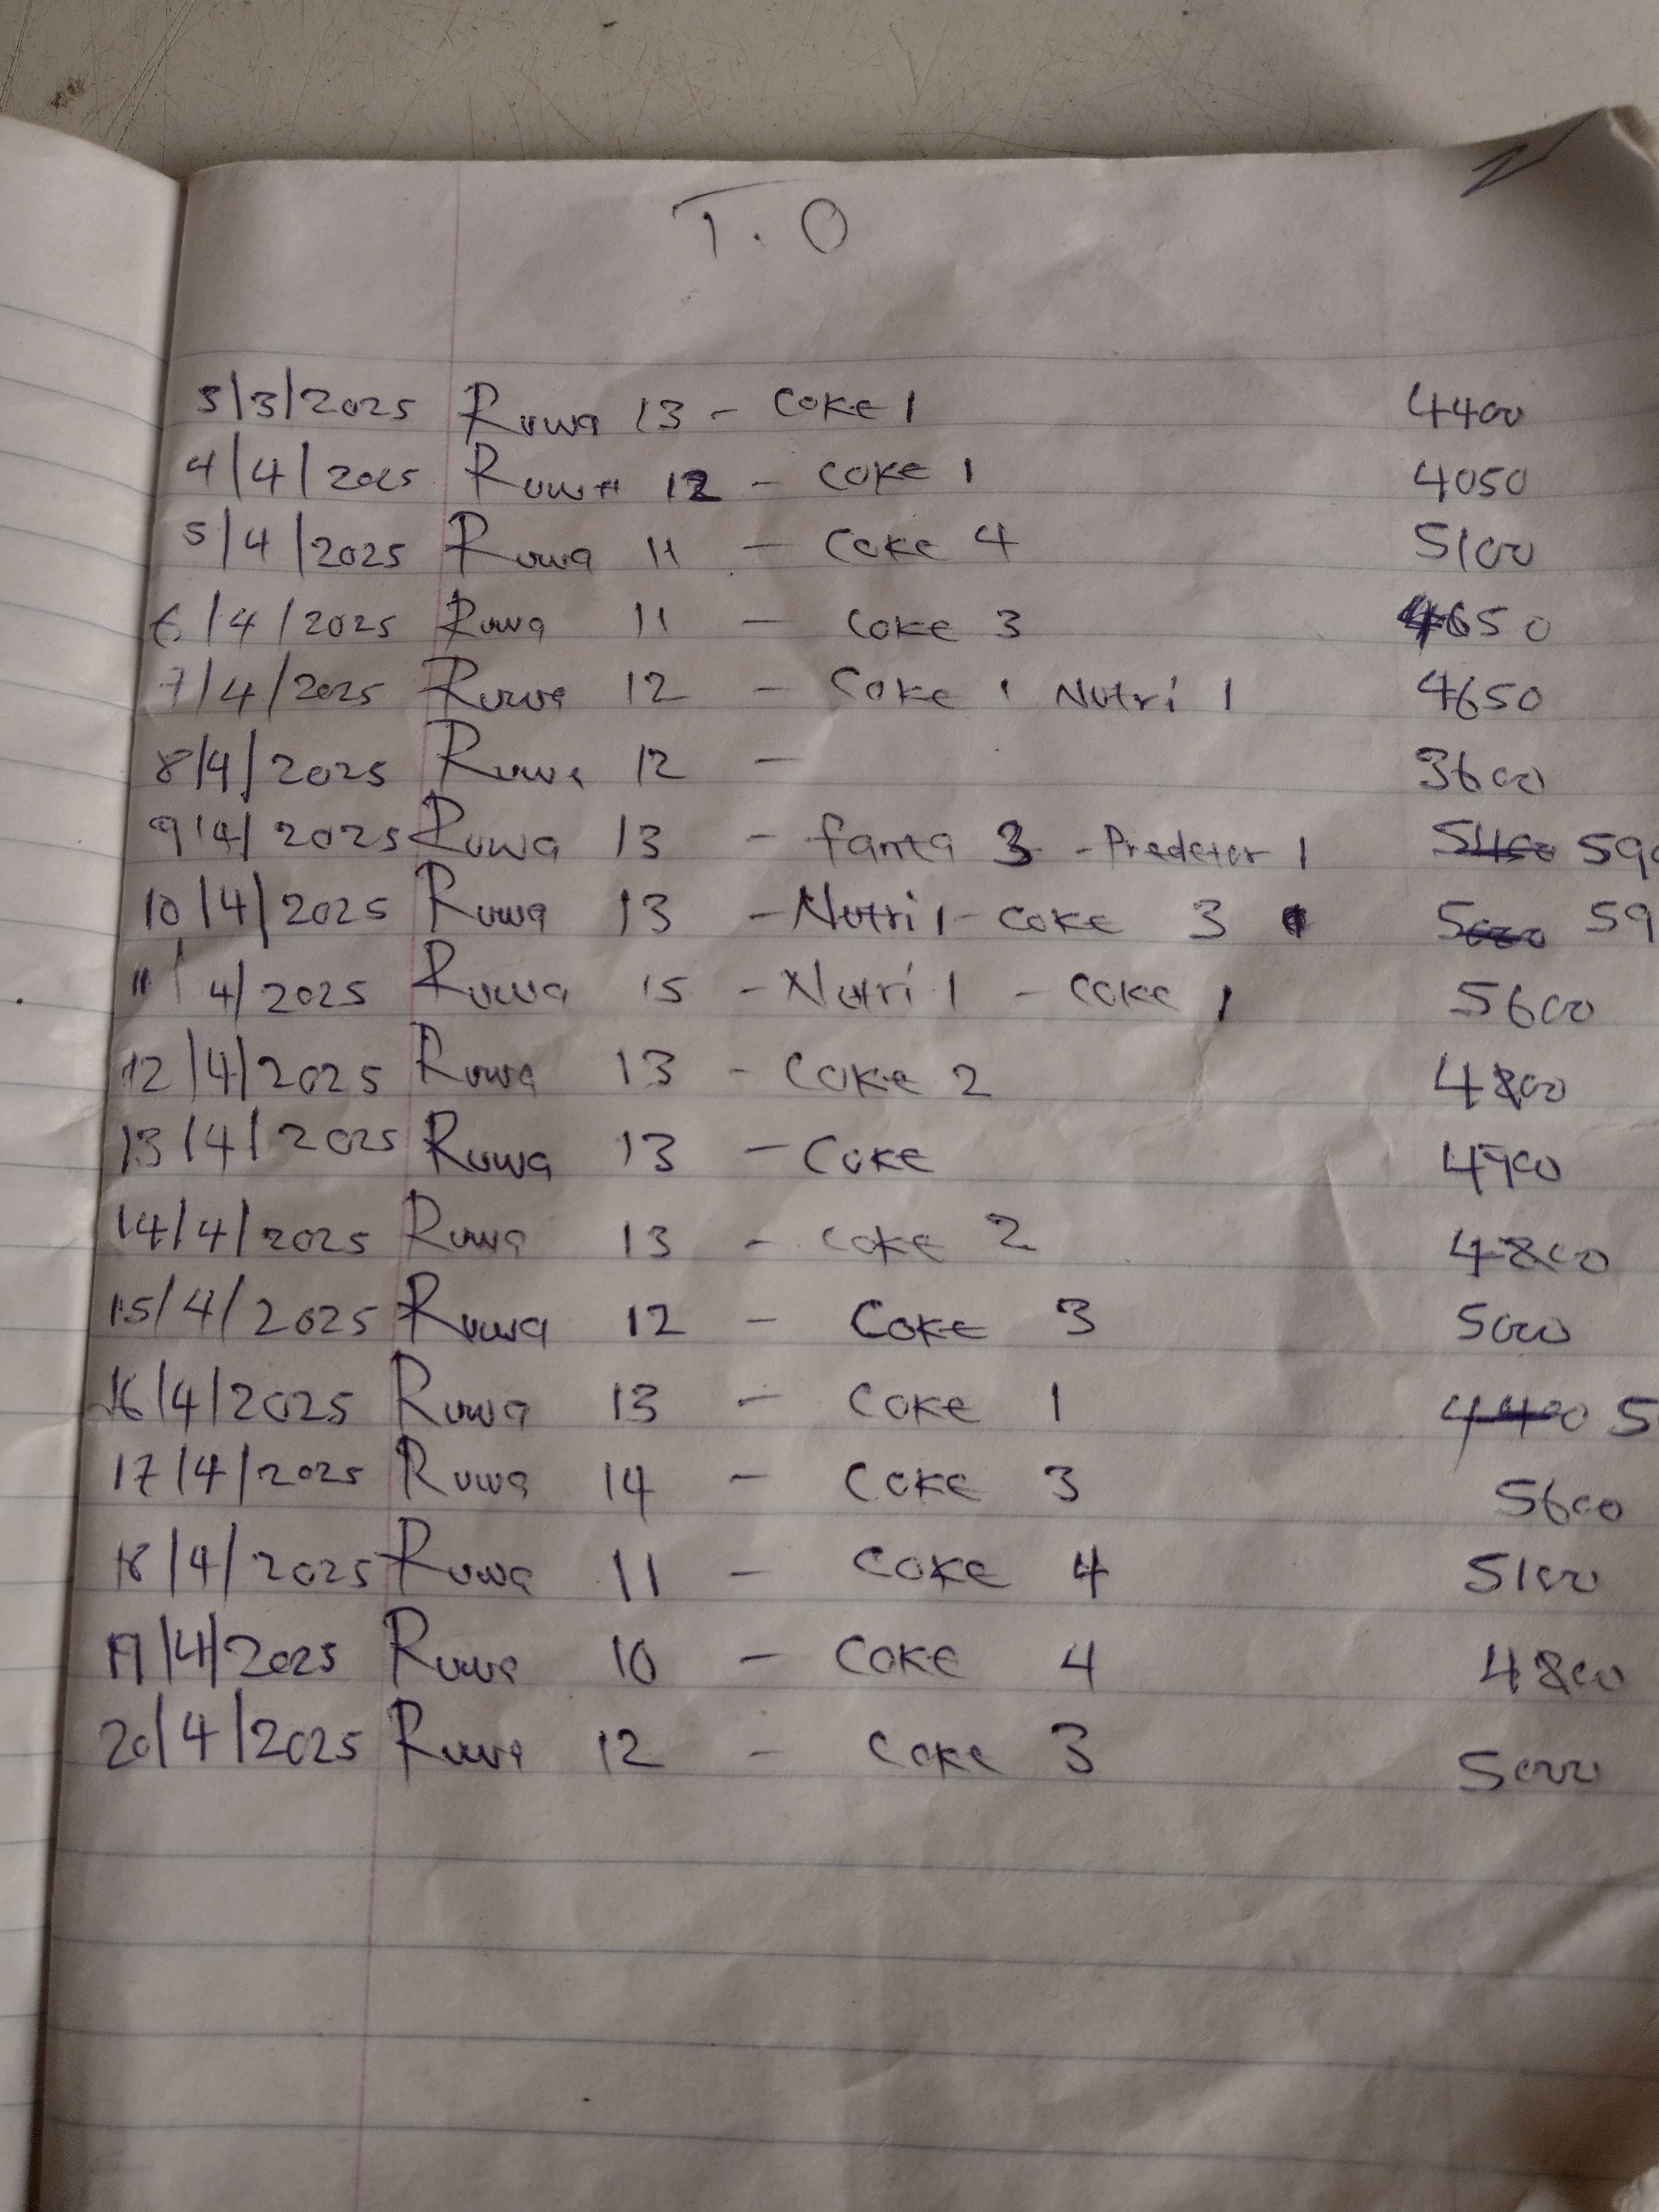 T.O
3/3/2025 Ruwa 13 - Coke 1 4400
4/4/2025 Ruwa 12 - Coke 1 4050
5/4/2025 Ruwa 11 - Coke 4 5100
6/4/2025 Ruwa 11 - Coke 3 4650
7/4/2025 Ruwa 12 - Coke 1 Nutri 1 4650
8/4/2025 Ruwa 12 - 3600
9/4/2025 Ruwa 13 - fanta 3 - Predetor 1 5400 590
10/4/2025 Ruwa 13 - Nutri 1 - Coke 3 59
11/4/2025 Ruwa 15 - Nutri 1 - Coke 1 5600
12/4/2025 Ruwa 13 - Coke 2 4800
13/4/2025 Ruwa 13 - Coke 4900
14/4/2025 Ruwa 13 - Coke 2 4800
15/4/2025 Ruwa 12 - Coke 3 5000
16/4/2025 Ruwa 13 - Coke 1 4400 5
17/4/2025 Ruwa 14 - Coke 3 5600
18/4/2025 Ruwa 11 - Coke 4 5100
19/4/2025 Ruwa 10 - Coke 4 4800
20/4/2025 Ruwa 12 - Coke 3 5000